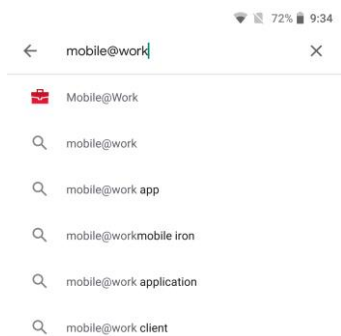 72% 9:34
mobile@work
Mobile@Work
mobile@work
mobile@work app
mobile@workmobile iron
mobile@work application
mobile@work client